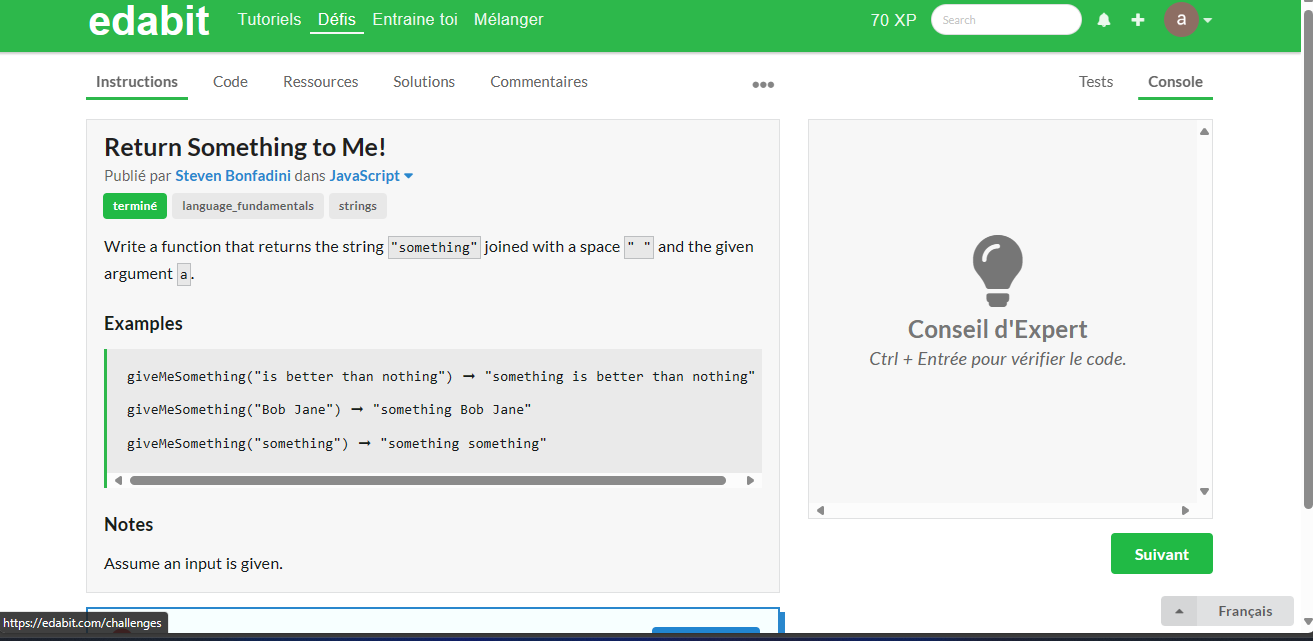 edabit Tutoriels Défis Entraine toi Mélanger 70 XP Search a
Instructions Code Ressources Solutions Commentaires ••• Tests Console
Return Something to Me!
Publié par Steven Bonfadini dans JavaScript
terminé language_fundamentals strings
Write a function that returns the string "something" joined with a space " " and the given
argument a.
Examples
giveMeSomething("is better than nothing") ➞ "something is better than nothing"
giveMeSomething("Bob Jane") ➞ "something Bob Jane"
giveMeSomething("something") ➞ "something something"
Notes
Assume an input is given.
Conseil d'Expert
Ctrl + Entrée pour vérifier le code.
Suivant
Français
https://edabit.com/challenges